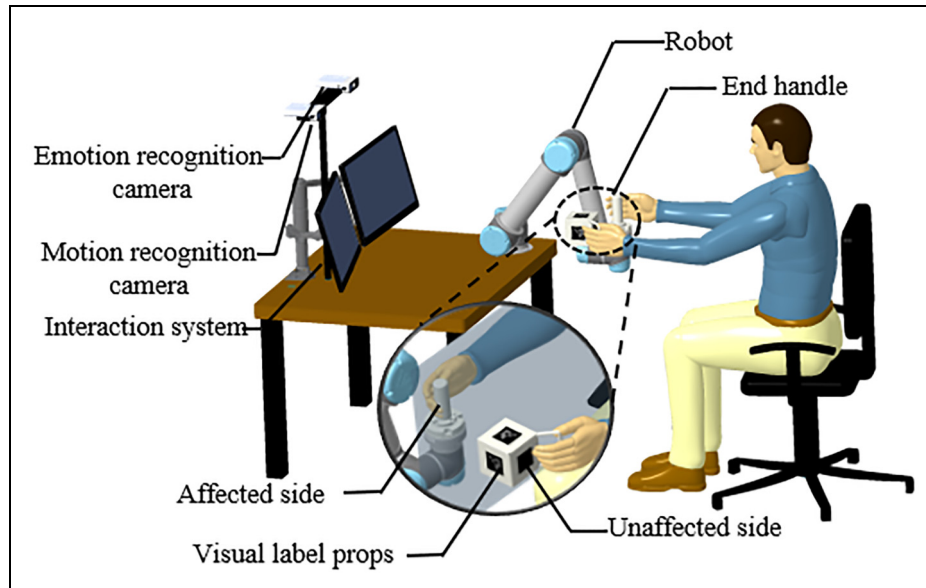 Robot
End handle
Emotion recognition
camera
Motion recognition
camera
Interaction system
Affected side
Unaffected side
Visual label props